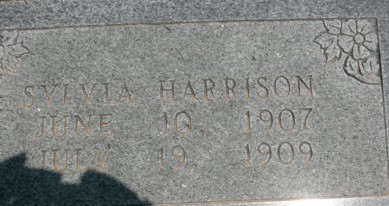 SYLVIA HARRISON
JUNE 10, 1907
JULY 19, 1909